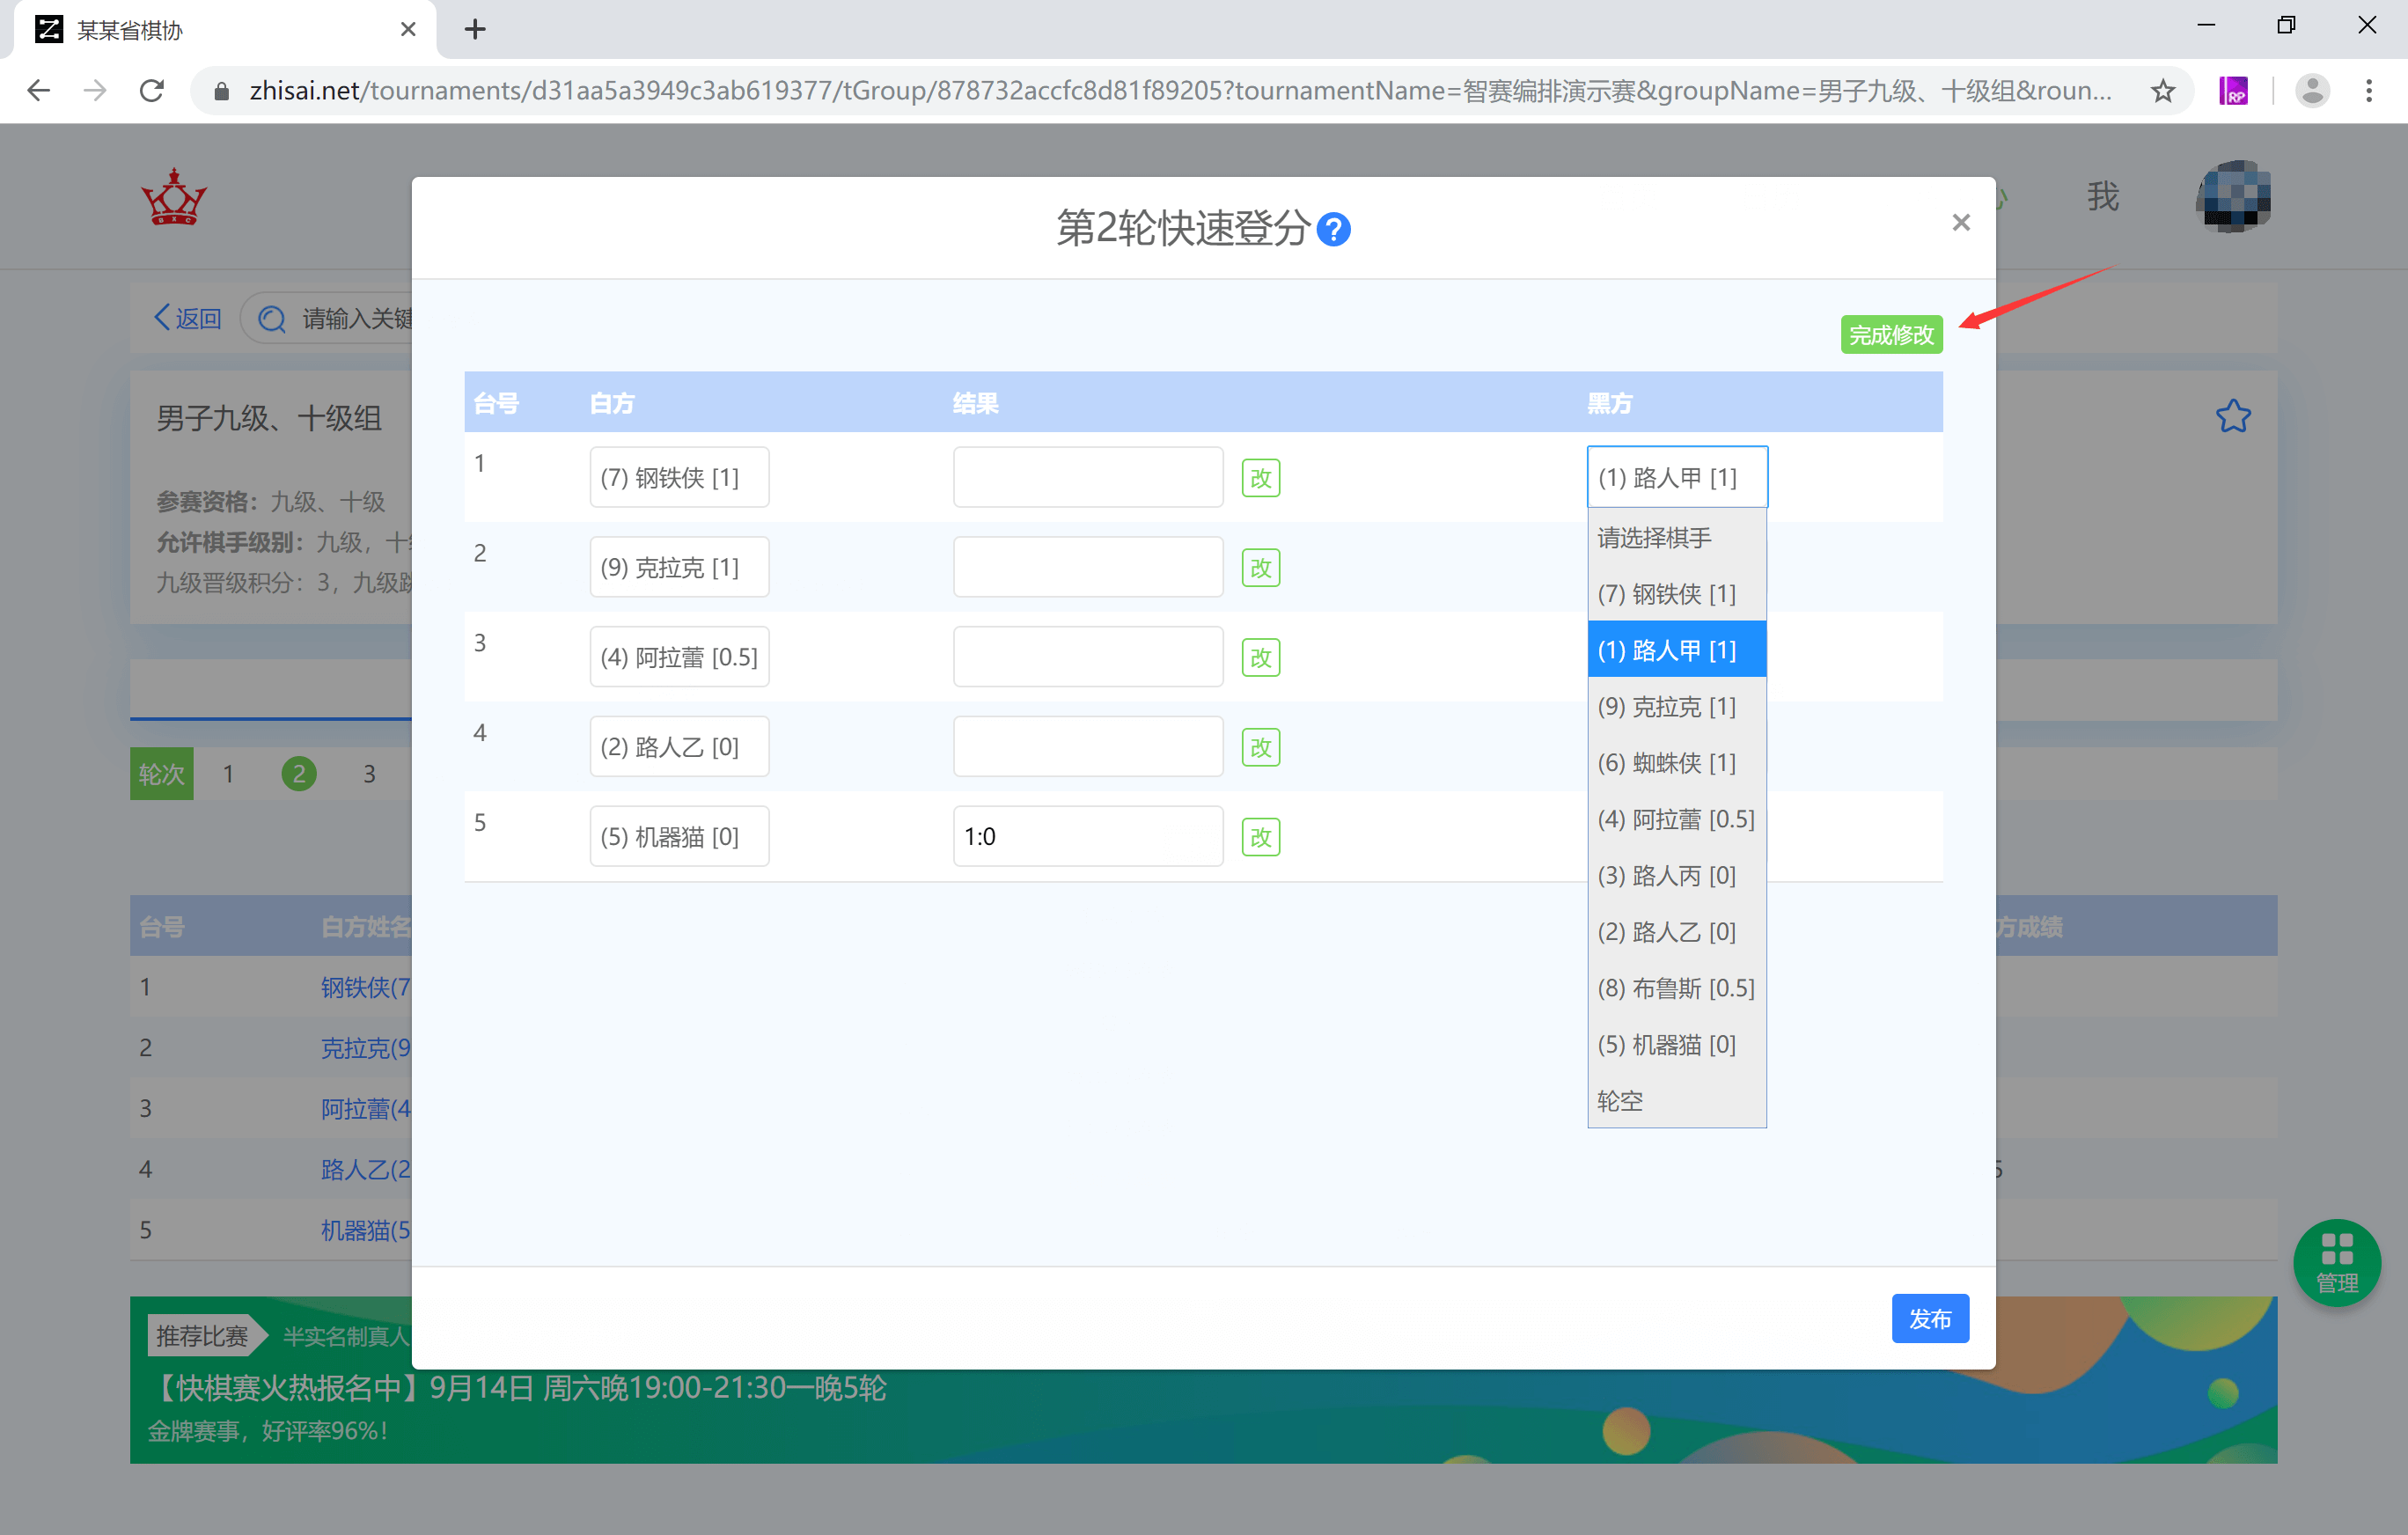 某某省棋协
zhisai.net/tournaments/d31aa5a3949c3ab619377/tGroup/878732accfc8d81f89205?tournamentName=智赛编排演示赛&groupName=男子九级、十级组&roun...
RP
BXC
我
第2轮快速登分
返回
请输入关键
完成修改
台号 白方 结果 黑方
1 (7) 钢铁侠 [1] 改 (1) 路人甲 [1]
2 (9) 克拉克 [1] 改
3 (4) 阿拉蕾 [0.5] 改
4 (2) 路人乙 [0] 改
5 (5) 机器猫 [0] 1:0 改
请选择棋手
(7) 钢铁侠 [1]
(1) 路人甲 [1]
(9) 克拉克 [1]
(6) 蜘蛛侠 [1]
(4) 阿拉蕾 [0.5]
(3) 路人丙 [0]
(2) 路人乙 [0]
(8) 布鲁斯 [0.5]
(5) 机器猫 [0]
轮空
发布
男子九级、十级组
参赛资格：九级、十级
允许棋手级别：九级，十
九级晋级积分：3，九级
轮次 1 2 3
台号 白方姓名 方成绩
1 钢铁侠(7
2 克拉克(9
3 阿拉蕾(4
4 路人乙(2
5 机器猫(5
管理
推荐比赛 半实名制真人
【快棋赛火热报名中】9月14日 周六晚19:00-21:30一晚5轮
金牌赛事，好评率96%！